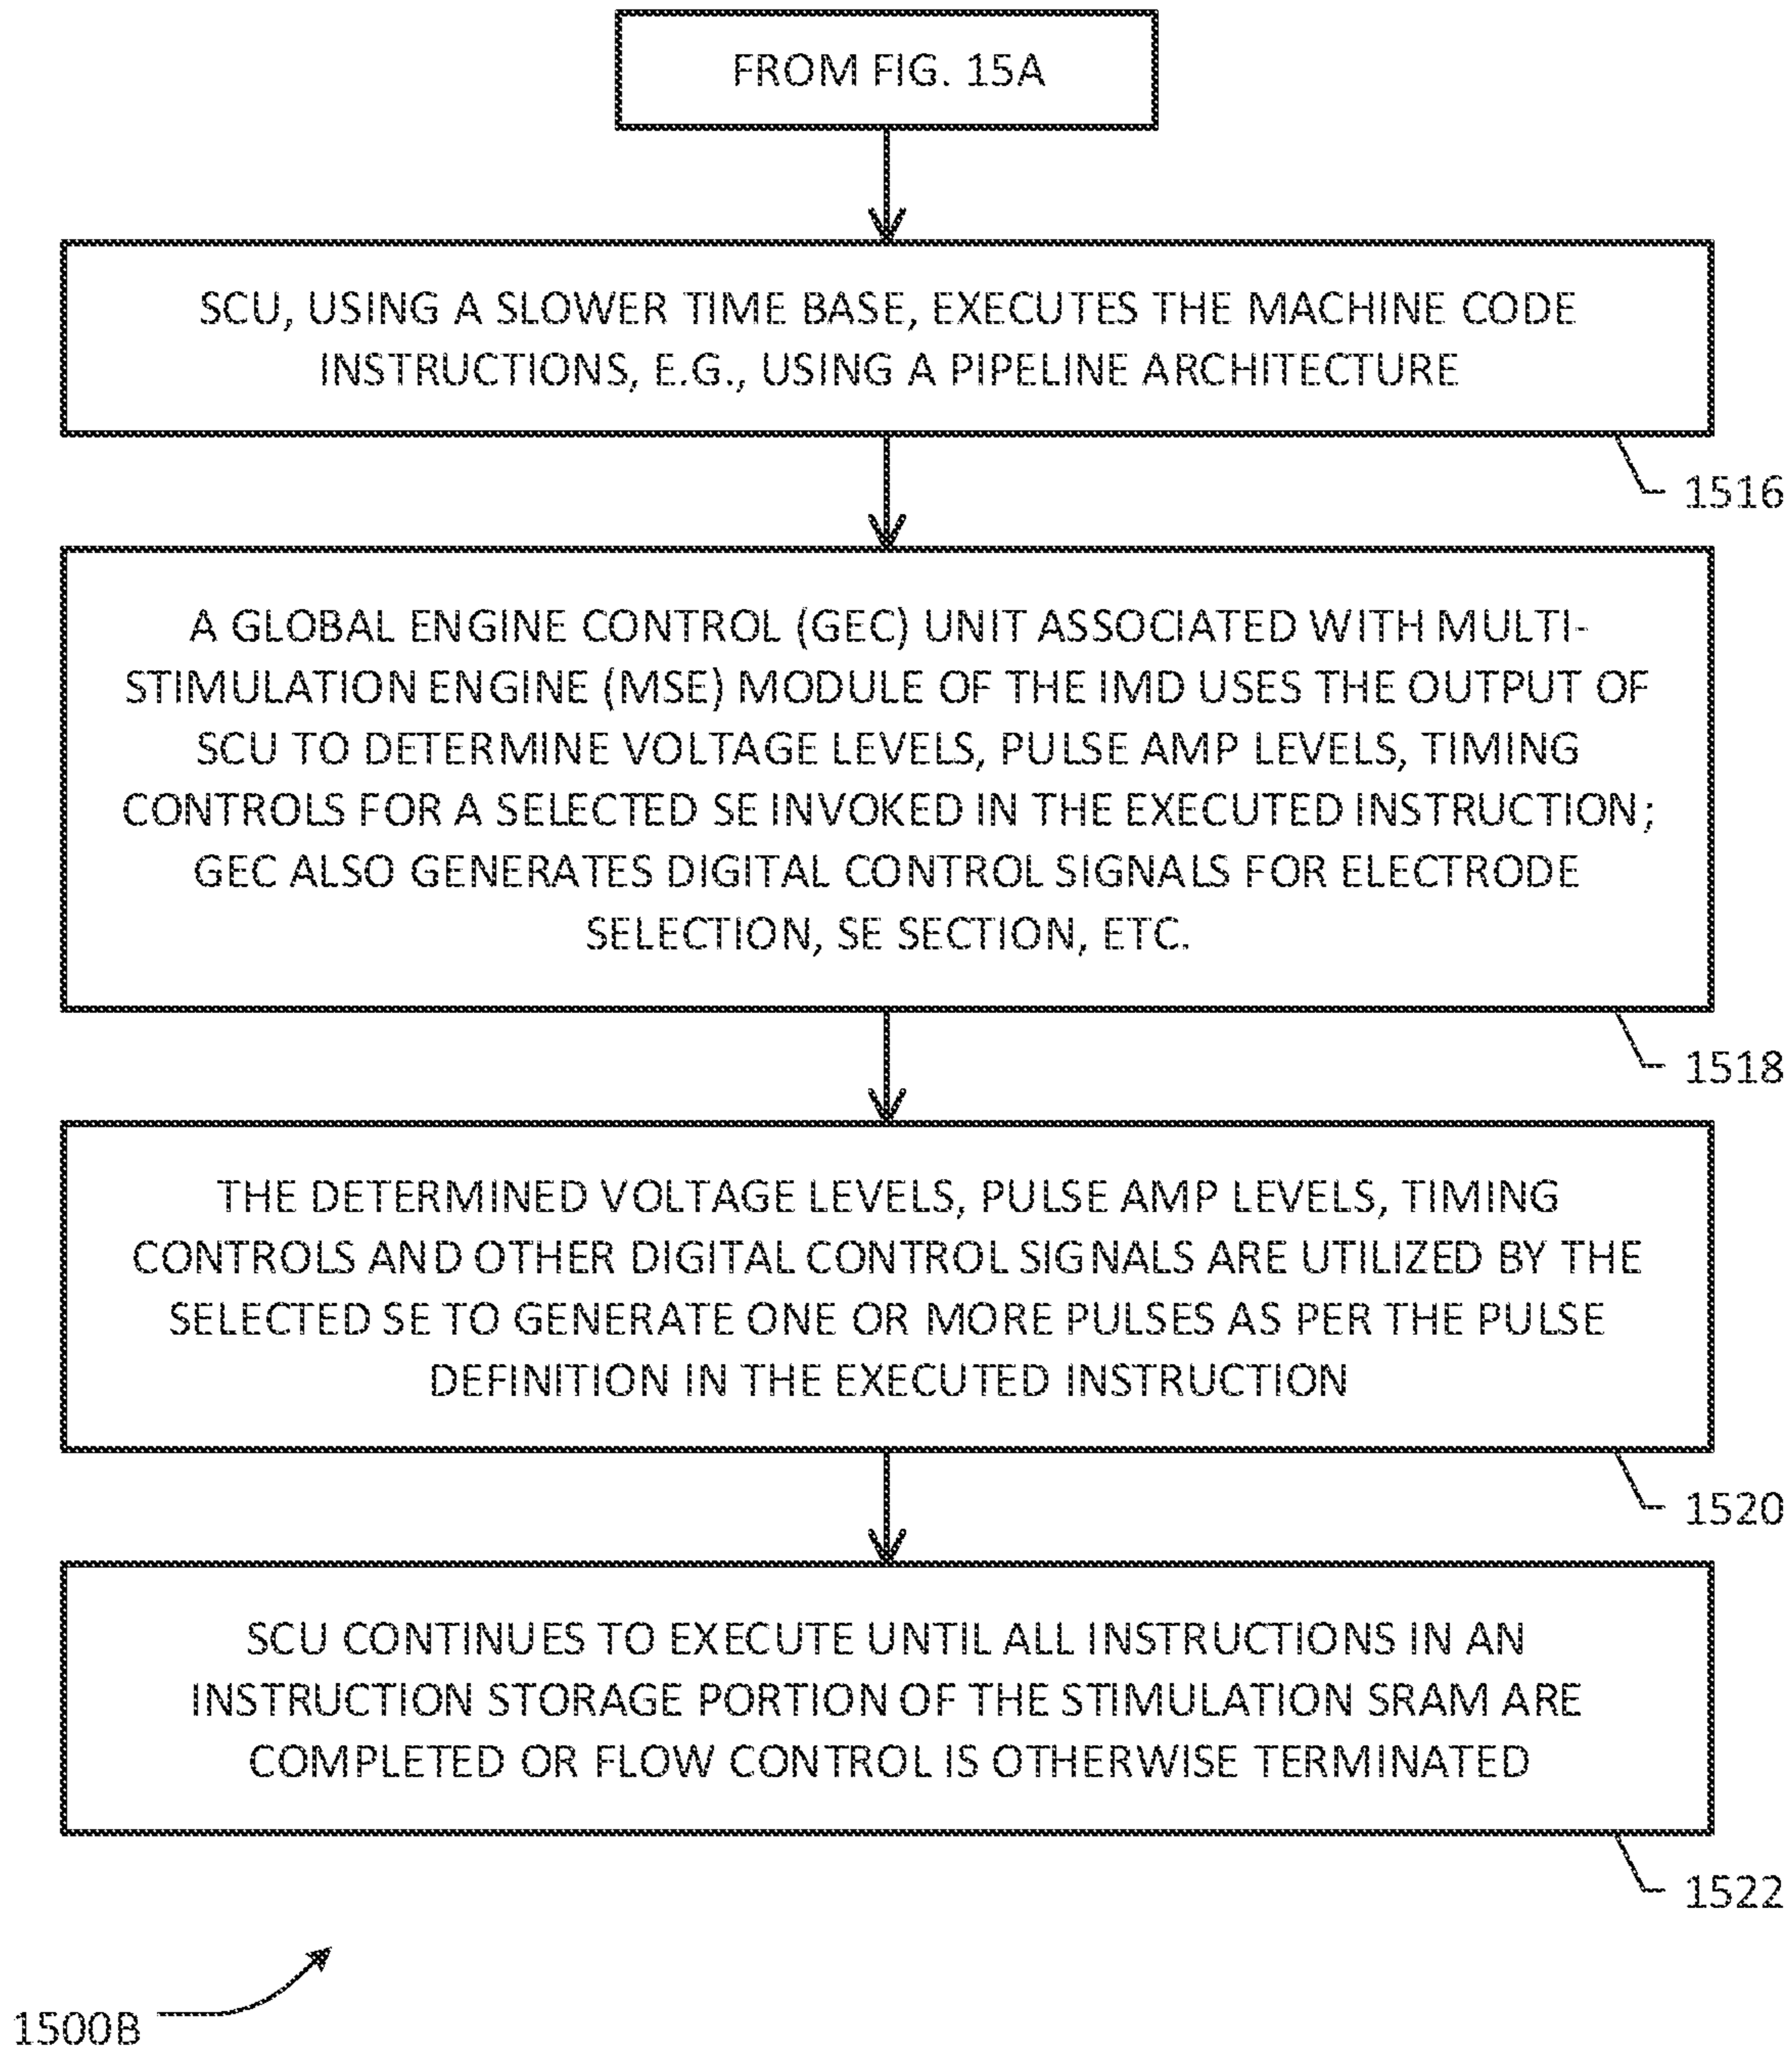 FROM FIG. 15A
SCU, USING A SLOWER TIME BASE, EXECUTES THE MACHINE CODE
INSTRUCTIONS, E.G., USING A PIPELINE ARCHITECTURE
1516
A GLOBAL ENGINE CONTROL (GEC) UNIT ASSOCIATED WITH MULTI-
STIMULATION ENGINE (MSE) MODULE OF THE IMD USES THE OUTPUT OF
SCU TO DETERMINE VOLTAGE LEVELS, PULSE AMP LEVELS, TIMING
CONTROLS FOR A SELECTED SE INVOKED IN THE EXECUTED INSTRUCTION;
GEC ALSO GENERATES DIGITAL CONTROL SIGNALS FOR ELECTRODE
SELECTION, SE SECTION, ETC.
1518
THE DETERMINED VOLTAGE LEVELS, PULSE AMP LEVELS, TIMING
CONTROLS AND OTHER DIGITAL CONTROL SIGNALS ARE UTILIZED BY THE
SELECTED SE TO GENERATE ONE OR MORE PULSES AS PER THE PULSE
DEFINITION IN THE EXECUTED INSTRUCTION
1520
SCU CONTINUES TO EXECUTE UNTIL ALL INSTRUCTIONS IN AN
INSTRUCTION STORAGE PORTION OF THE STIMULATION SRAM ARE
COMPLETED OR FLOW CONTROL IS OTHERWISE TERMINATED
1522
1500B